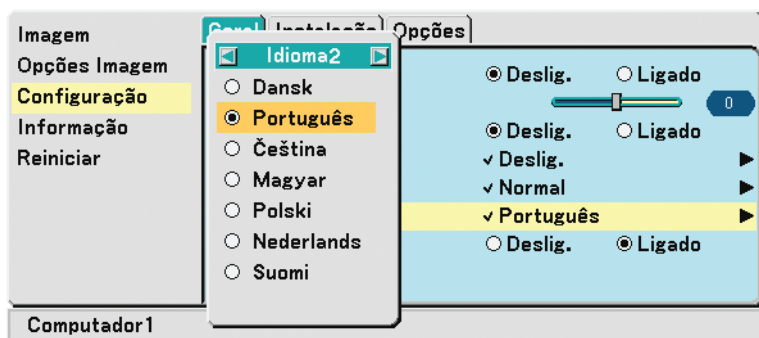 Imagem
Opções Imagem
Configuração
Informação
Reiniciar
Opções
Idioma2
Dansk
Português
Čeština
Magyar
Polski
Nederlands
Suomi
Deslig. Ligado
0
Deslig. Ligado
Deslig.
Normal
Português
Deslig. Ligado
Computador1